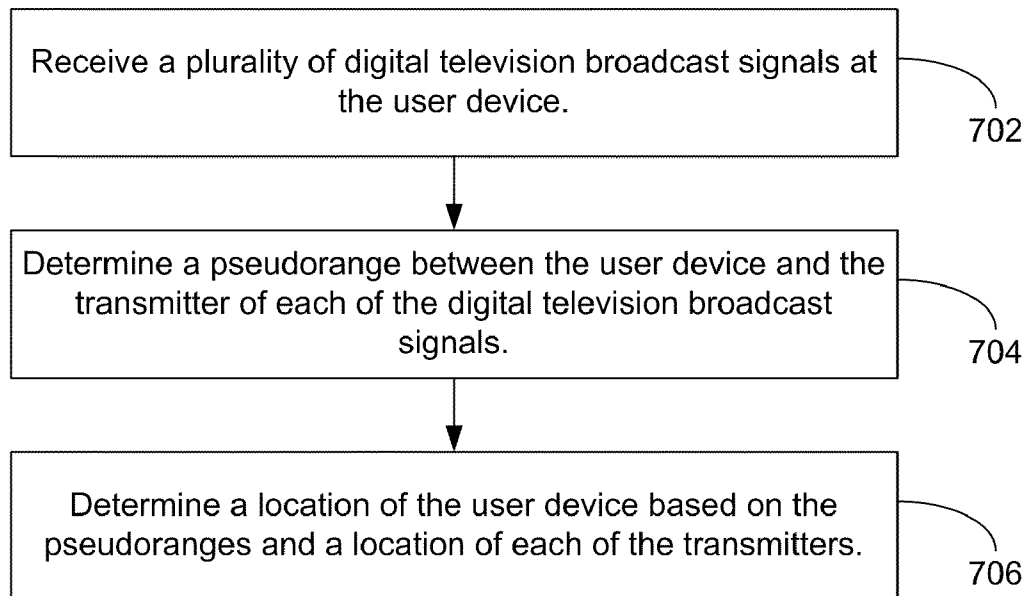 Receive a plurality of digital television broadcast signals at
the user device.
702
Determine a pseudorange between the user device and the
transmitter of each of the digital television broadcast
signals.
704
Determine a location of the user device based on the
pseudoranges and a location of each of the transmitters.
706